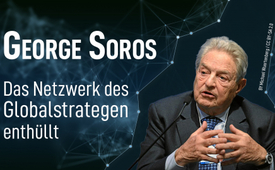 GEORGE SOROS
Das Netzwerk des
Globalstrategen
enthüllt